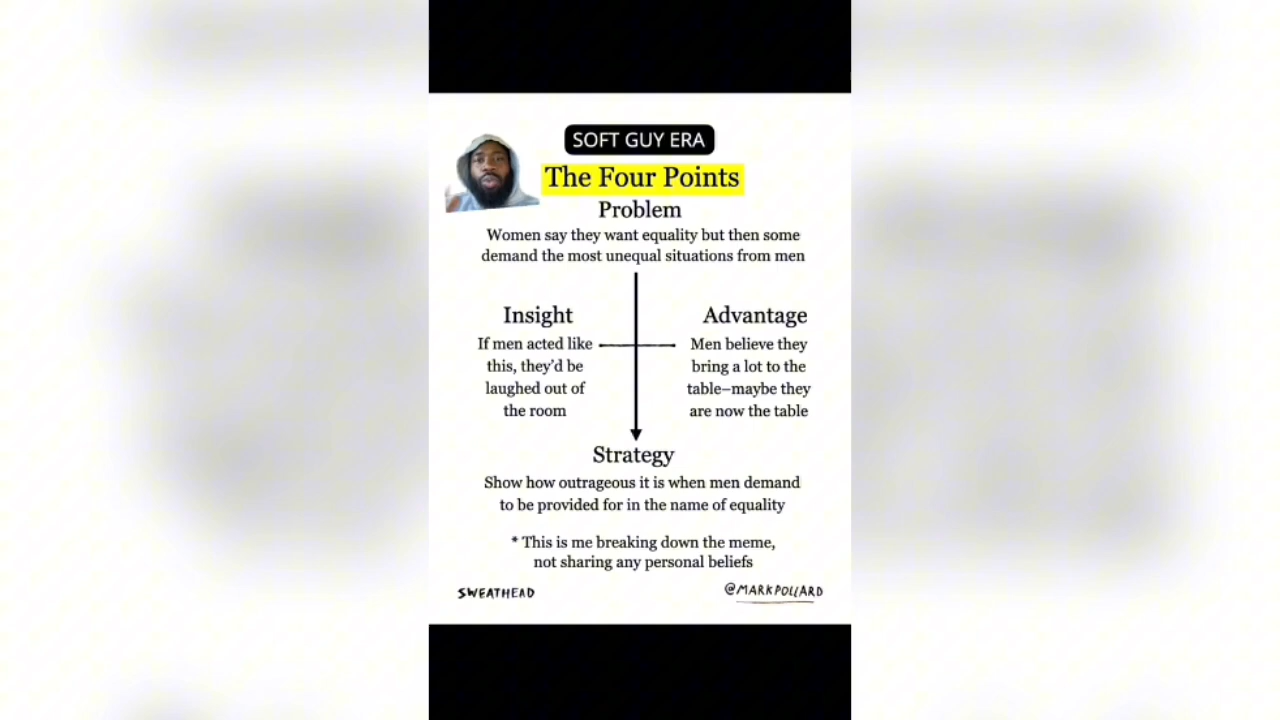 SOFT GUY ERA
The Four Points
Problem
Women say they want equality but then some
demand the most unequal situations from men
Insight
If men acted like
this, they'd be
laughed out of
the room
Advantage
Men believe they
bring a lot to the
table–maybe they
are now the table
Strategy
Show how outrageous it is when men demand
to be provided for in the name of equality
* This is me breaking down the meme,
not sharing any personal beliefs
SWEATHEAD
@MARKPOLLARD